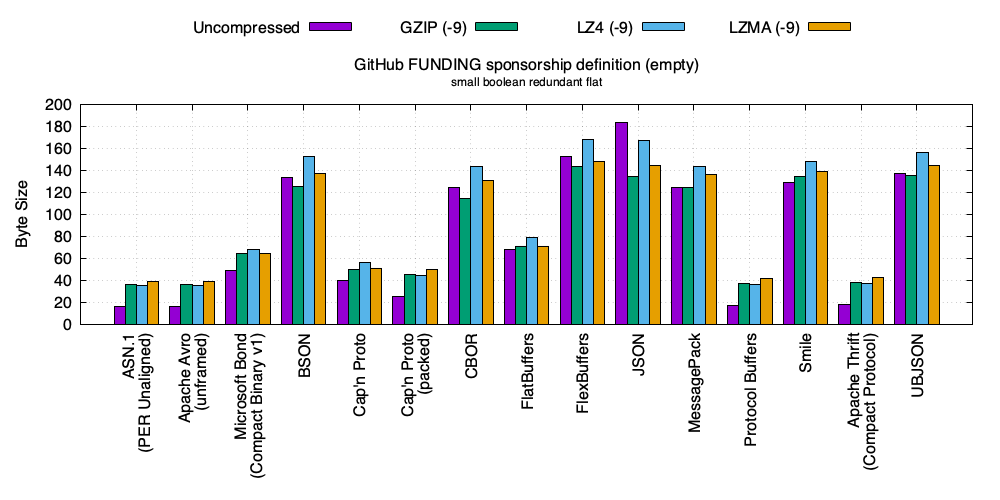 Uncompressed GZIP (-9) LZ4 (-9) LZMA (-9)
GitHub FUNDING sponsorship definition (empty)
small boolean redundant flat
Byte Size
200
180
160
140
120
100
80
60
40
20
0
ASN.1
(PER Unaligned)
Apache Avro
(unframed)
Microsoft Bond
(Compact Binary v1)
BSON
Cap'n Proto
Cap'n Proto
(packed)
CBOR
FlatBuffers
FlexBuffers
JSON
MessagePack
Protocol Buffers
Smile
Apache Thrift
(Compact Protocol)
UBJSON